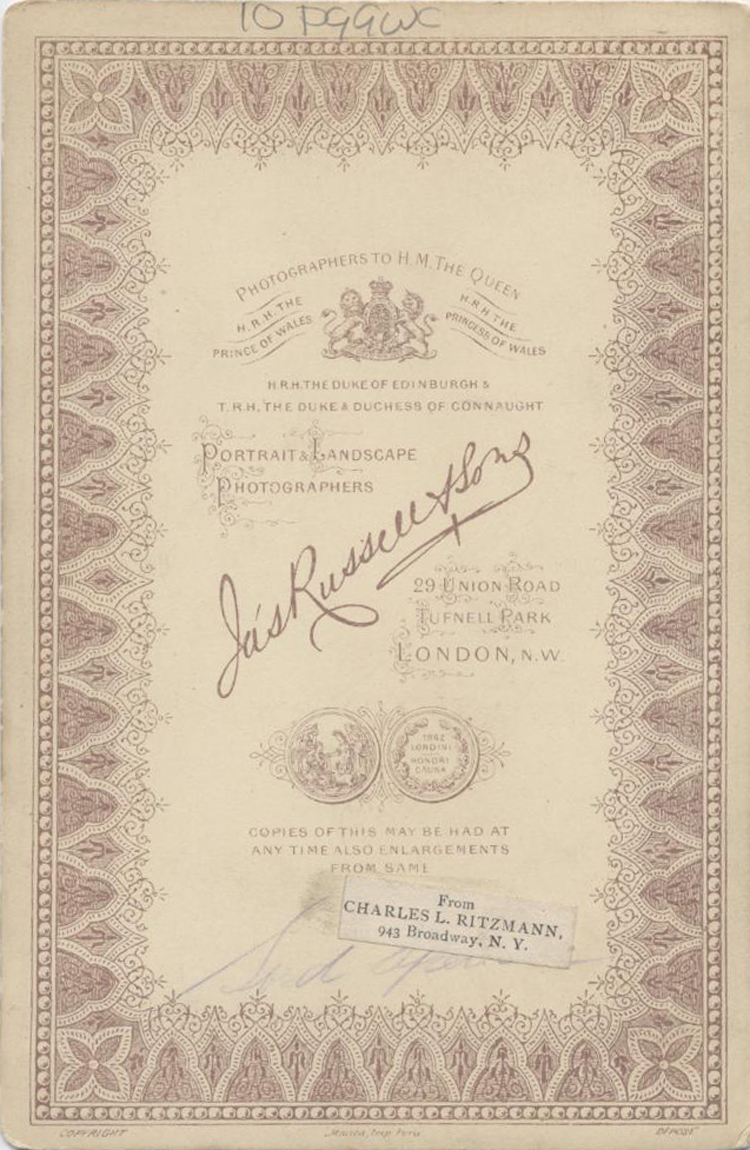 10 P99WC
PHOTOGRAPHERS TO H.M. THE QUEEN
H.R.H. THE
PRINCE OF WALES
H.R.H. THE
PRINCESS OF WALES
H.R.H. THE DUKE OF EDINBURGH &
T.R.H. THE DUKE & DUCHESS OF CONNAUGHT
PORTRAIT & LANDSCAPE
PHOTOGRAPHERS
Jas Russell & Sons
29 UNION ROAD
TUFNELL PARK
LONDON, N.W.
1862
LONDINI
HONORIS
CAUSA
COPIES OF THIS MAY BE HAD AT
ANY TIME ALSO ENLARGEMENTS
FROM SAME
From
CHARLES L. RITZMANN,
943 Broadway, N. Y.
COPYRIGHT
DÉPOSÉ